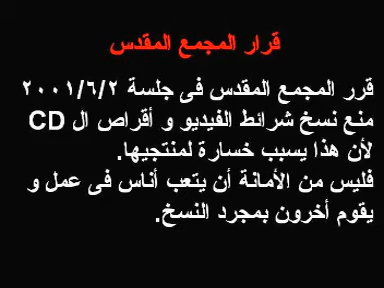 قرار المجمع المقدس
قرر المجمع المقدس فى جلسة ٢٠٠١/٦/٢
منع نسخ شرائط الفيديو و أقراص ال CD
لأن هذا يسبب خسارة لمنتجيها.
فليس من الأمانة أن يتعب أناس فى عمل و
يقوم أخرون بمجرد النسخ.